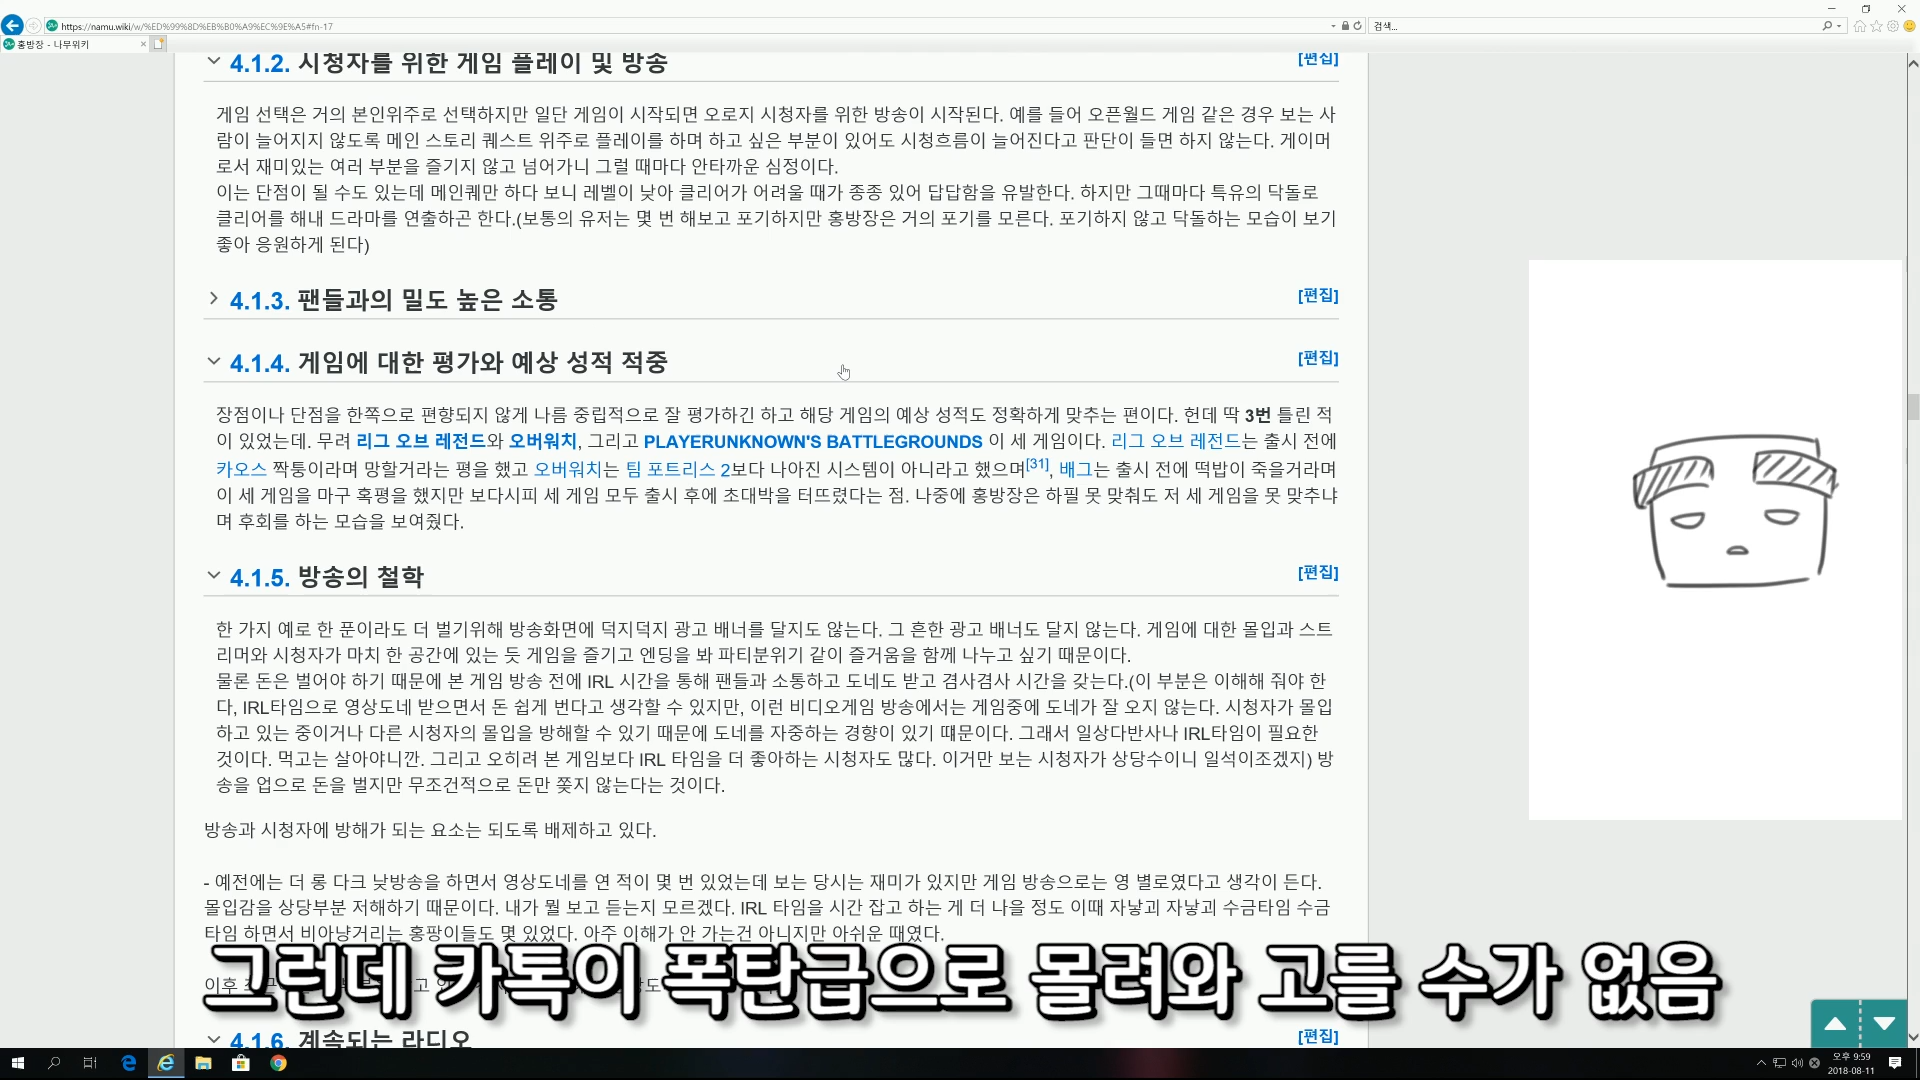 https://namu.wiki/w/%ED%99%8D%EB%B0%A9%EC%9E%A5#fn-17
검색...
홍방장 - 나무위키
4.1.2. 시청자를 위한 게임 플레이 및 방송 [편집]
게임 선택은 거의 본인위주로 선택하지만 일단 게임이 시작되면 오로지 시청자를 위한 방송이 시작된다. 예를 들어 오픈월드 게임 같은 경우 보는 사
람이 늘어지지 않도록 메인 스토리 퀘스트 위주로 플레이를 하며 하고 싶은 부분이 있어도 시청흐름이 늘어진다고 판단이 들면 하지 않는다. 게이머
로서 재미있는 여러 부분을 즐기지 않고 넘어가니 그럴 때마다 안타까운 심정이다.
이는 단점이 될 수도 있는데 메인퀘만 하다 보니 레벨이 낮아 클리어가 어려울 때가 종종 있어 답답함을 유발한다. 하지만 그때마다 특유의 닥돌로
클리어를 해내 드라마를 연출하곤 한다.(보통의 유저는 몇 번 해보고 포기하지만 홍방장은 거의 포기를 모른다. 포기하지 않고 닥돌하는 모습이 보기
좋아 응원하게 된다)
4.1.3. 팬들과의 밀도 높은 소통 [편집]
4.1.4. 게임에 대한 평가와 예상 성적 적중 [편집]
장점이나 단점을 한쪽으로 편향되지 않게 나름 중립적으로 잘 평가하긴 하고 해당 게임의 예상 성적도 정확하게 맞추는 편이다. 헌데 딱 3번 틀린 적
이 있었는데. 무려 리그 오브 레전드와 오버워치, 그리고 PLAYERUNKNOWN'S BATTLEGROUNDS 이 세 게임이다. 리그 오브 레전드는 출시 전에
카오스 짝퉁이라며 망할거라는 평을 했고 오버워치는 팀 포트리스 2보다 나아진 시스템이 아니라고 했으며[31], 배그는 출시 전에 떡밥이 죽을거라며
이 세 게임을 마구 혹평을 했지만 보다시피 세 게임 모두 출시 후에 초대박을 터뜨렸다는 점. 나중에 홍방장은 하필 못 맞춰도 저 세 게임을 못 맞추냐
며 후회를 하는 모습을 보여줬다.
4.1.5. 방송의 철학 [편집]
한 가지 예로 한 푼이라도 더 벌기위해 방송화면에 덕지덕지 광고 배너를 달지도 않는다. 그 흔한 광고 배너도 달지 않는다. 게임에 대한 몰입과 스트
리머와 시청자가 마치 한 공간에 있는 듯 게임을 즐기고 엔딩을 봐 파티분위기 같이 즐거움을 함께 나누고 싶기 때문이다.
물론 돈은 벌어야 하기 때문에 본 게임 방송 전에 IRL 시간을 통해 팬들과 소통하고 도네도 받고 겸사겸사 시간을 갖는다.(이 부분은 이해해 줘야 한
다, IRL타임으로 영상도네 받으면서 돈 쉽게 번다고 생각할 수 있지만, 이런 비디오게임 방송에서는 게임중에 도네가 잘 오지 않는다. 시청자가 몰입
하고 있는 중이거나 다른 시청자의 몰입을 방해할 수 있기 때문에 도네를 자중하는 경향이 있기 떄문이다. 그래서 일상다반사나 IRL타임이 필요한
것이다. 먹고는 살아야니깐. 그리고 오히려 본 게임보다 IRL 타임을 더 좋아하는 시청자도 많다. 이거만 보는 시청자가 상당수이니 일석이조겠지) 방
송을 업으로 돈을 벌지만 무조건적으로 돈만 쫒지 않는다는 것이다.
방송과 시청자에 방해가 되는 요소는 되도록 배제하고 있다.
- 예전에는 더 롱 다크 낮방송을 하면서 영상도네를 연 적이 몇 번 있었는데 보는 당시는 재미가 있지만 게임 방송으로는 영 별로였다고 생각이 든다.
몰입감을 상당부분 저해하기 때문이다. 내가 뭘 보고 듣는지 모르겠다. IRL 타임을 시간 잡고 하는 게 더 나을 정도 이때 자낳괴 자낳괴 수금타임 수금
타임 하면서 비아냥거리는 홍팡이들도 몇 있었다. 아주 이해가 안 가는건 아니지만 아쉬운 때였다.
이후
그런데 카톡이 폭탄급으로 몰려와 고를 수가 없음
4.1.6. 계속되는 라디오 [편집]
오후 9:59
2018-08-11